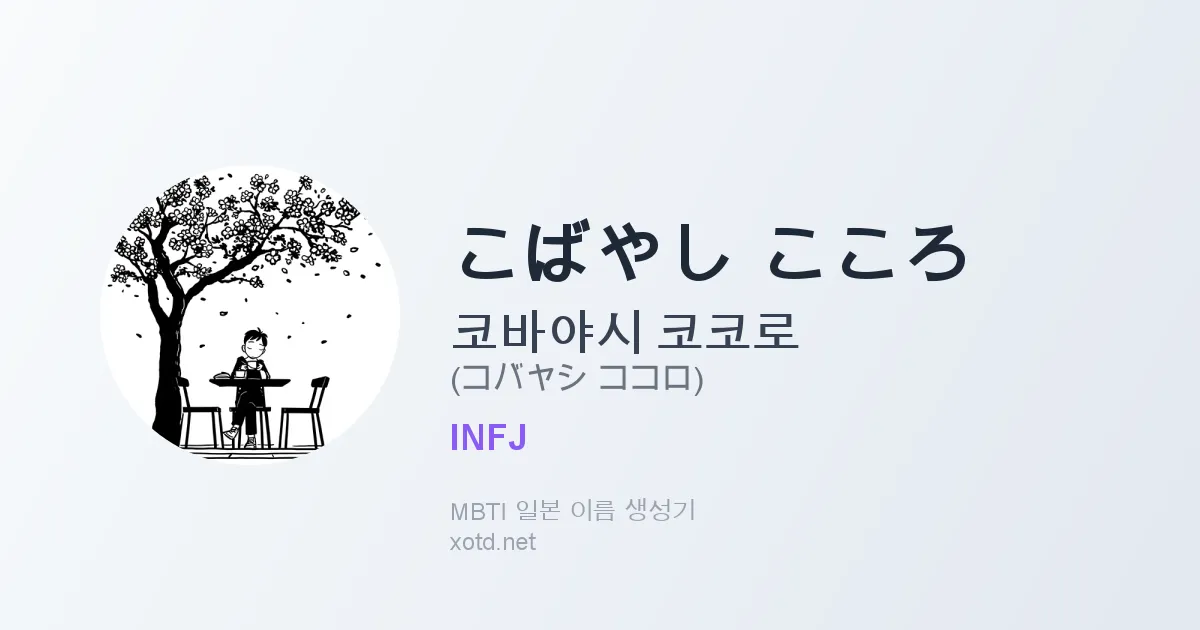 こばやし こころ
코바야시 코코로
(コバヤシ ココロ)
INFJ
MBTI 일본 이름 생성기
xotd.net